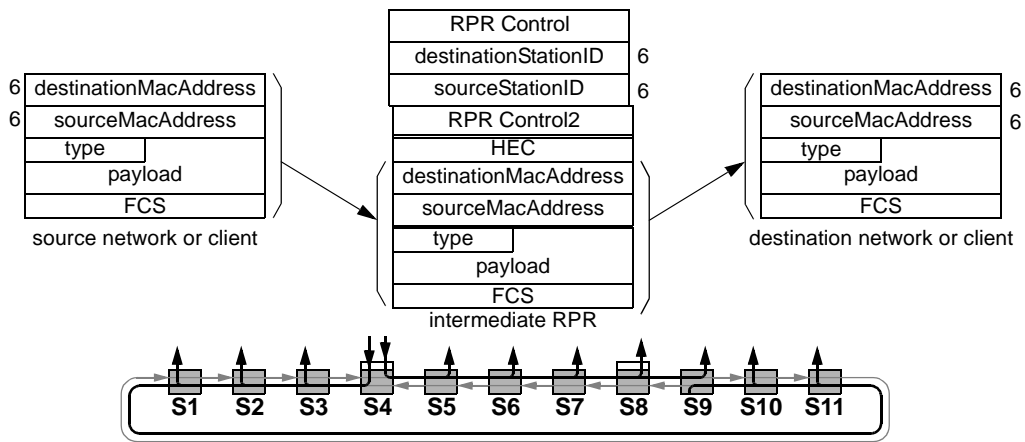 RPR Control
destinationStationID 6
sourceStationID 6
RPR Control2
HEC
destinationMacAddress
sourceMacAddress
type
payload
FCS
intermediate RPR
6 destinationMacAddress
6 sourceMacAddress
type
payload
FCS
source network or client
destinationMacAddress 6
sourceMacAddress 6
type
payload
FCS
destination network or client
S1 S2 S3 S4 S5 S6 S7 S8 S9 S10 S11